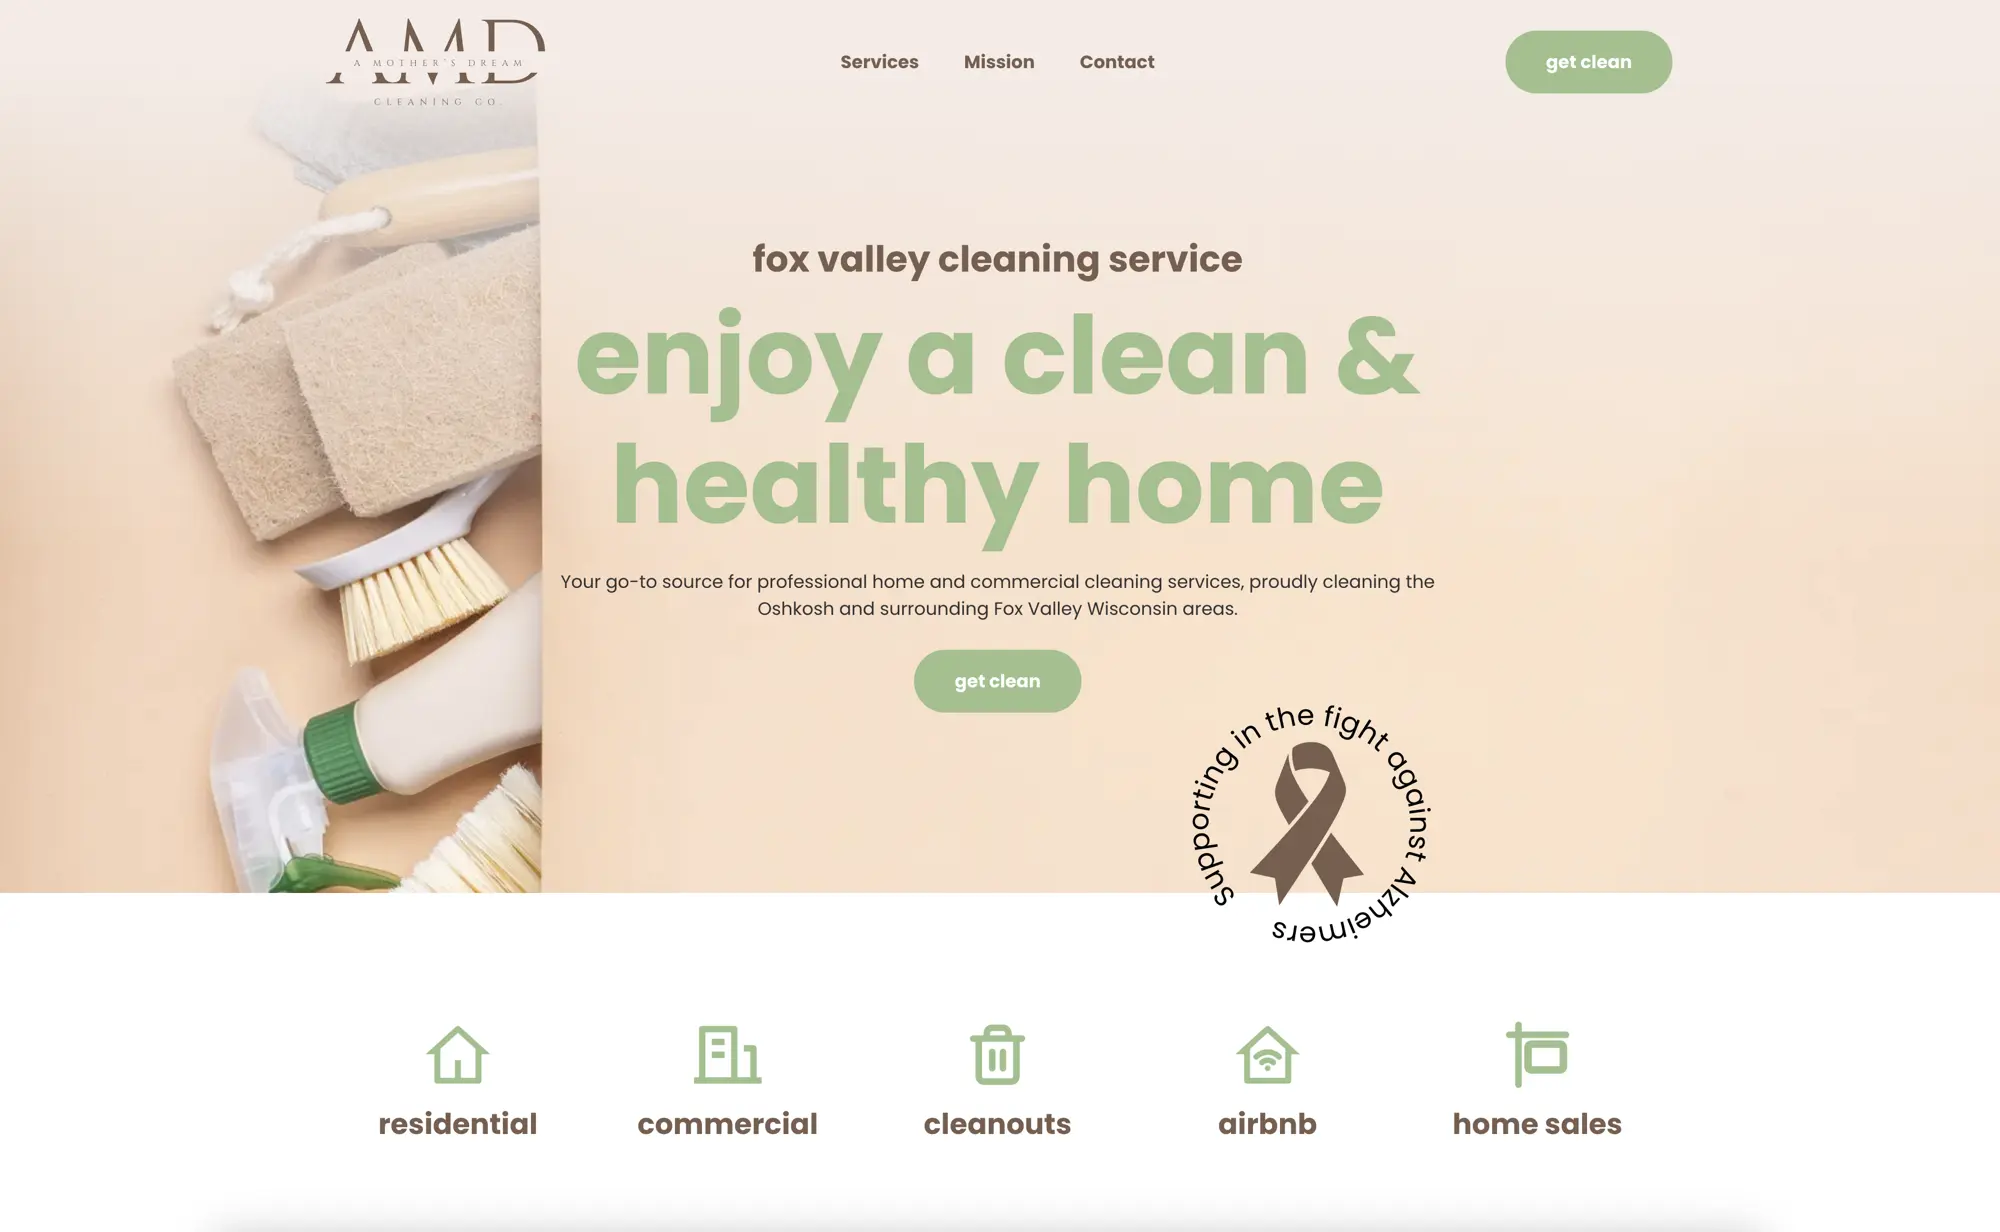 AMD
A MOTHER'S DREAM
CLEANING CO.
Services
Mission
Contact
get clean
fox valley cleaning service
enjoy a clean &
healthy home
Your go-to source for professional home and commercial cleaning services, proudly cleaning the
Oshkosh and surrounding Fox Valley Wisconsin areas.
get clean
Supporting in the fight against Alzheimers
residential
commercial
cleanouts
airbnb
home sales